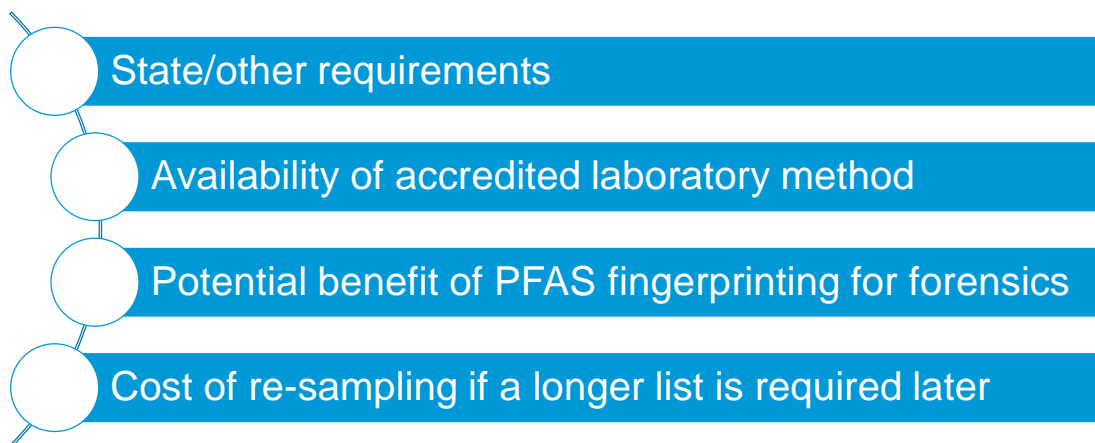 State/other requirements
Availability of accredited laboratory method
Potential benefit of PFAS fingerprinting for forensics
Cost of re-sampling if a longer list is required later